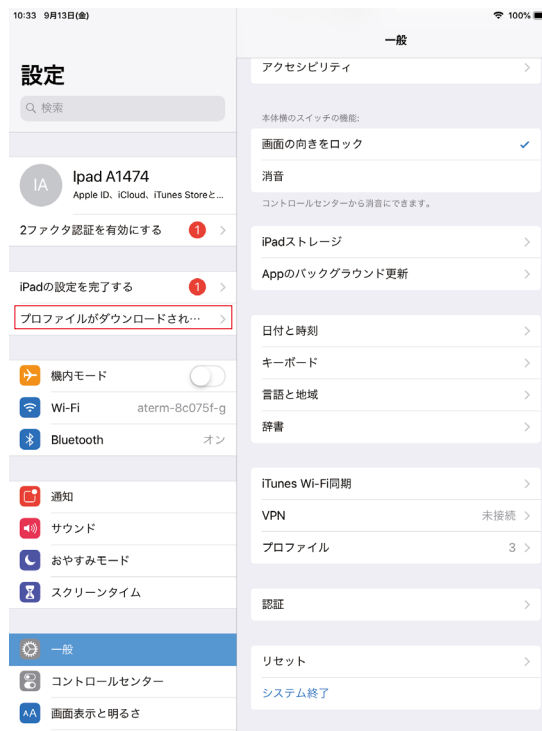 10:33 9月13日(金)
100%
設定
検索
IA
Ipad A1474
Apple ID、iCloud、iTunes Storeと...
2ファクタ認証を有効にする 1
iPadの設定を完了する 1
プロファイルがダウンロードされ…
機内モード
Wi-Fi aterm-8c075f-g
Bluetooth オン
通知
サウンド
おやすみモード
スクリーンタイム
一般
コントロールセンター
AA 画面表示と明るさ
一般
アクセシビリティ
本体横のスイッチの機能:
画面の向きをロック
消音
コントロールセンターから消音にできます。
iPadストレージ
Appのバックグラウンド更新
日付と時刻
キーボード
言語と地域
辞書
iTunes Wi-Fi同期
VPN 未接続
プロファイル 3
認証
リセット
システム終了